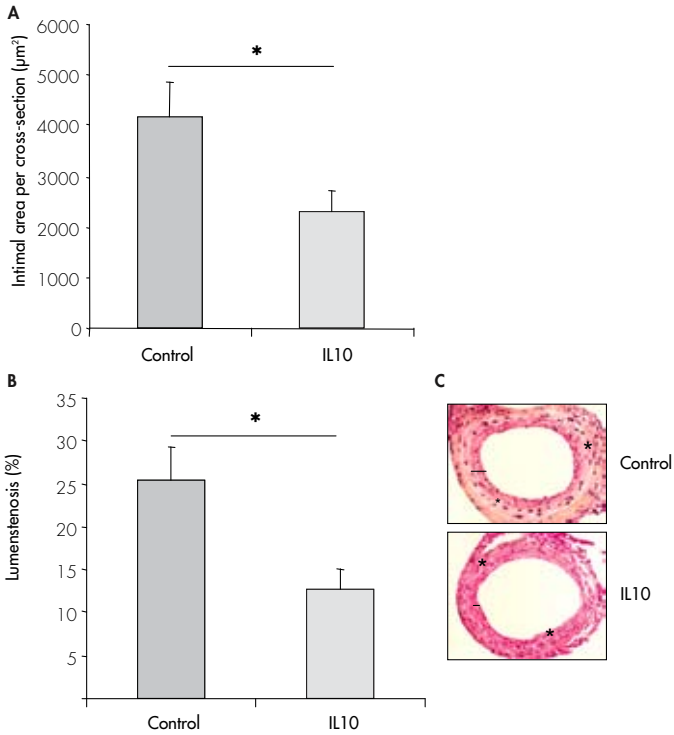 A
Intimal area per cross-section (µm²)
6000
5000
4000
3000
2000
1000
0
*
Control IL10
B
Lumenstenosis (%)
35
30
25
20
15
10
5
*
Control IL10
C
*
*
Control
*
*
IL10